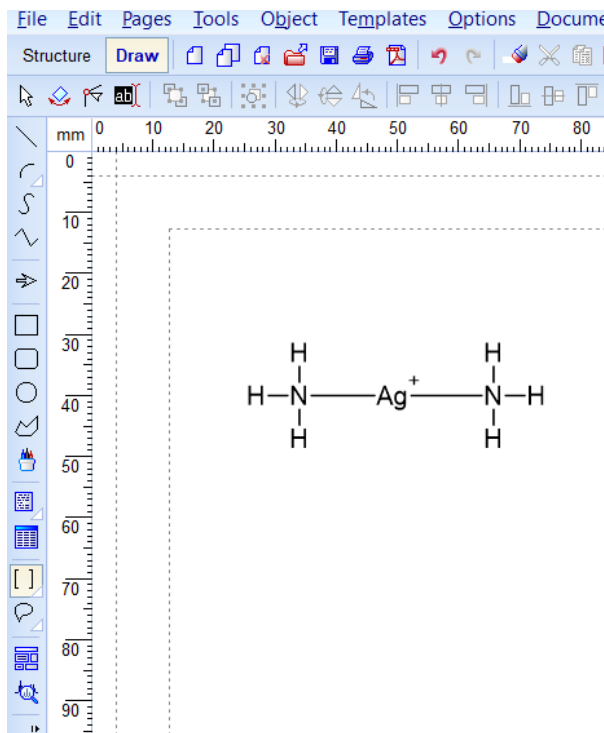 File Edit Pages Tools Object Templates Options Docume
Structure Draw
ab
mm 0 10 20 30 40 50 60 70 80
0
10
20
30
40
50
60
70
80
90
H H
H N Ag + N H
H H
[ ]